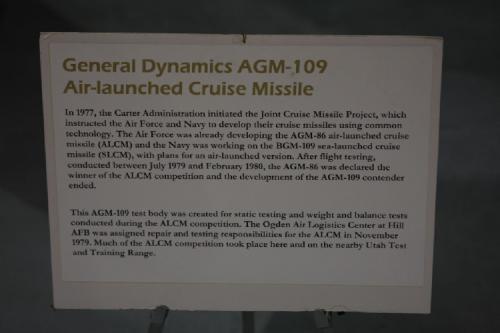 General Dynamics AGM-109
Air-launched Cruise Missile
In 1977, the Carter Administration initiated the Joint Cruise Missile Project, which
instructed the Air Force and Navy to develop their cruise missiles using common
technology. The Air Force was already developing the AGM-86 air-launched cruise
missile (ALCM) and the Navy was working on the BGM-109 sea-launched cruise
missile (SLCM), with plans for an air-launched version. After flight testing,
conducted between July 1979 and February 1980, the AGM-86 was declared the
winner of the ALCM competition and the development of the AGM-109 contender
ended.
This AGM-109 test body was created for static testing and weight and balance tests
conducted during the ALCM competition. The Ogden Air Logistics Center at Hill
AFB was assigned repair and testing responsibilities for the ALCM in November
1979. Much of the ALCM competition took place here and on the nearby Utah Test
and Training Range.